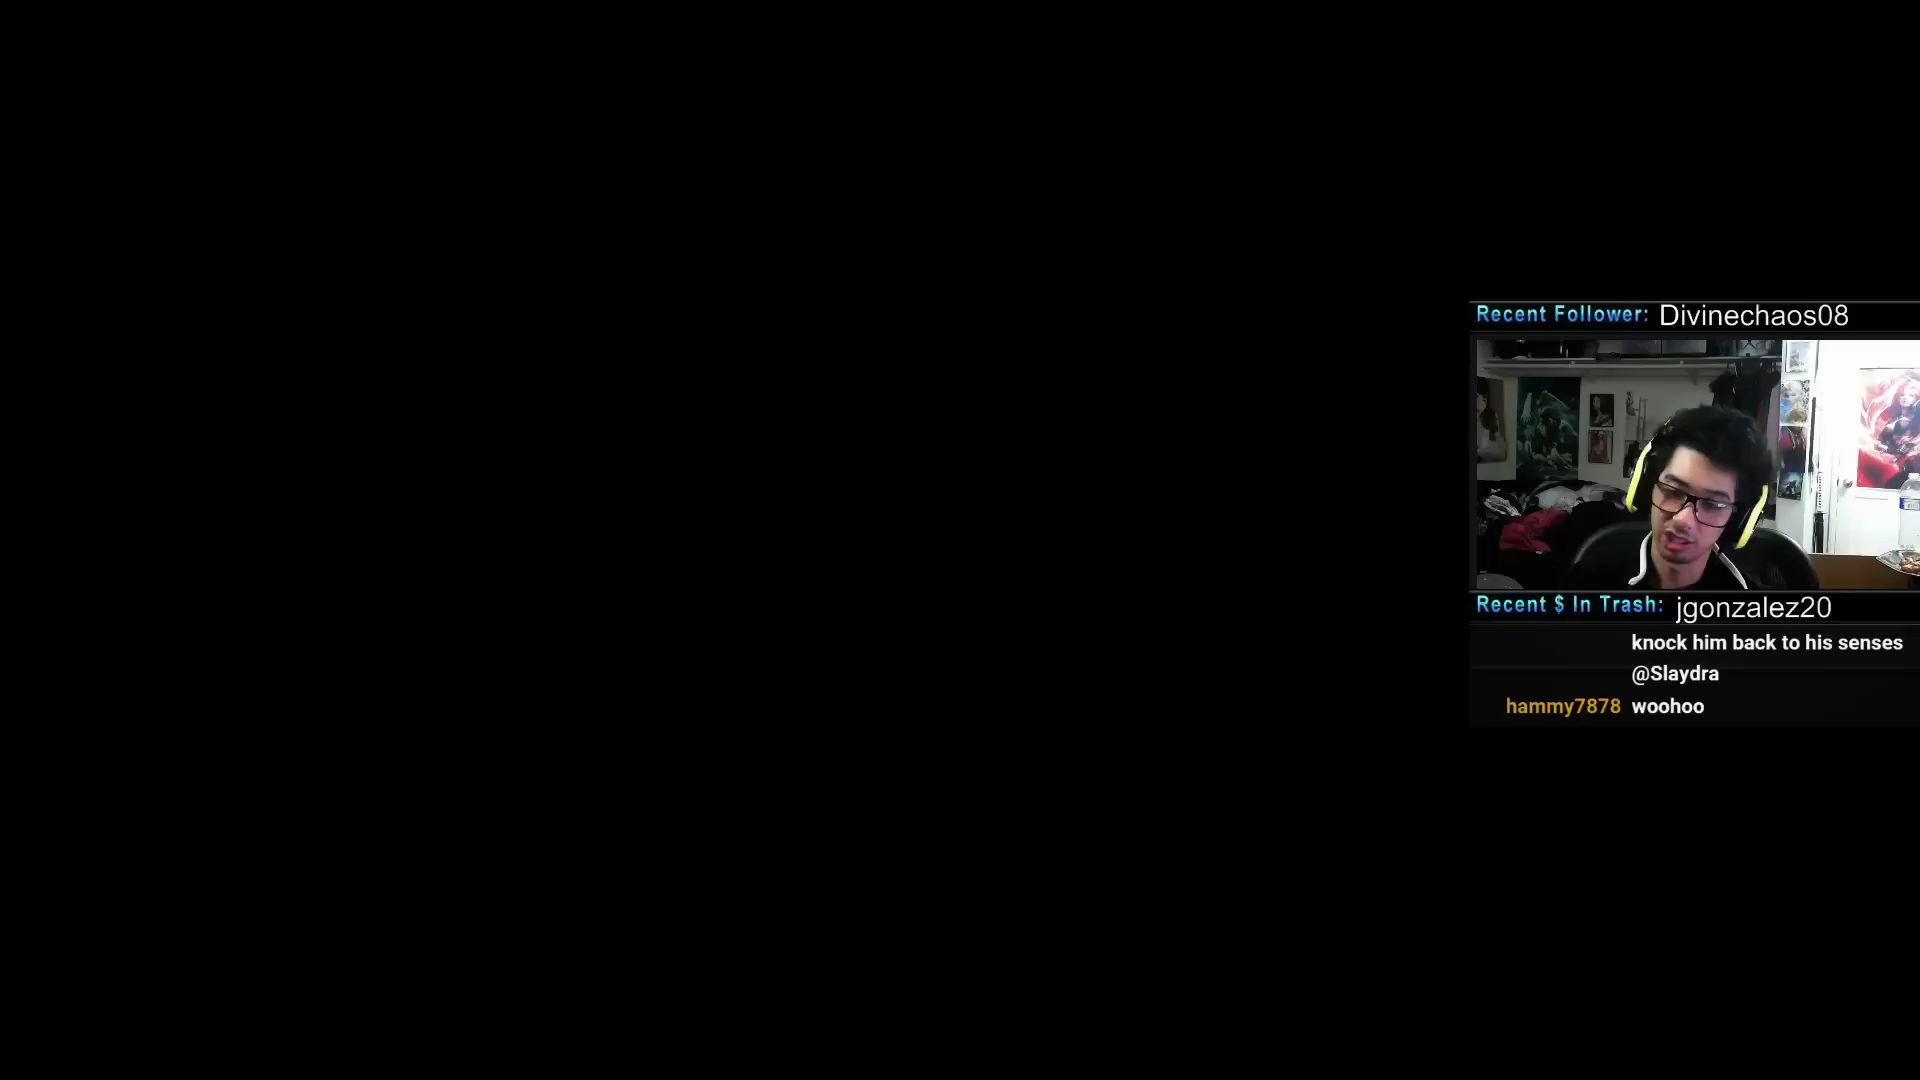 Recent Follower: Divinechaos08
Recent $ In Trash: jgonzalez20
knock him back to his senses
@Slaydra
hammy7878 woohoo